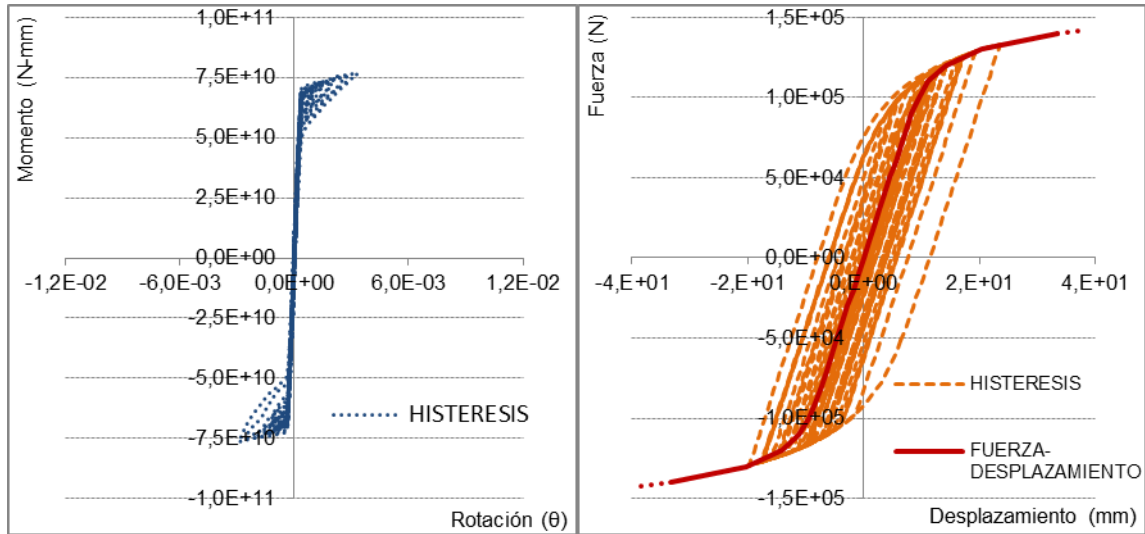 Momento (N-mm)
1,0E+11
7,5E+10
5,0E+10
2,5E+10
0,0E+00
-2,5E+10
-5,0E+10
-7,5E+10
-1,0E+11
-1,2E-02
-6,0E-03
0,0E+00
6,0E-03
1,2E-02
HISTERESIS
Rotación (θ)
Fuerza (N)
1,5E+05
1,0E+05
5,0E+04
0,0E+00
-5,0E+04
-1,0E+05
-1,5E+05
-4,E+01
-2,E+01
0,E+00
2,E+01
4,E+01
HISTERESIS
FUERZA-
DESPLAZAMIENTO
Desplazamiento (mm)